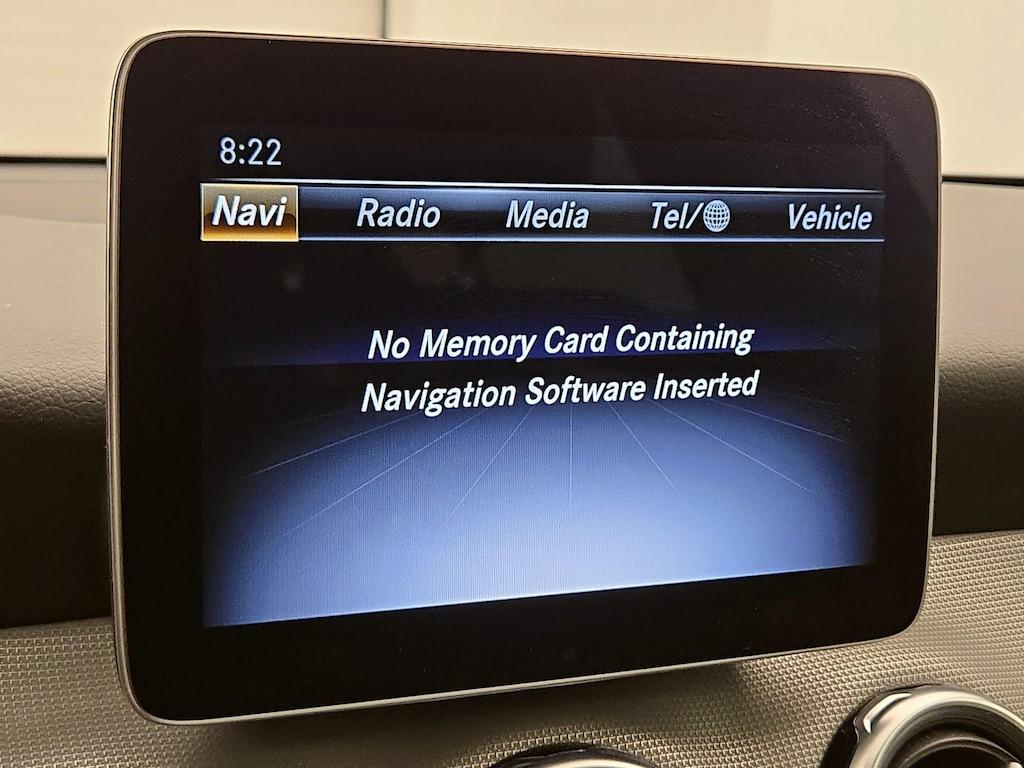 8:22
Navi Radio Media Tel/ Vehicle
No Memory Card Containing
Navigation Software Inserted